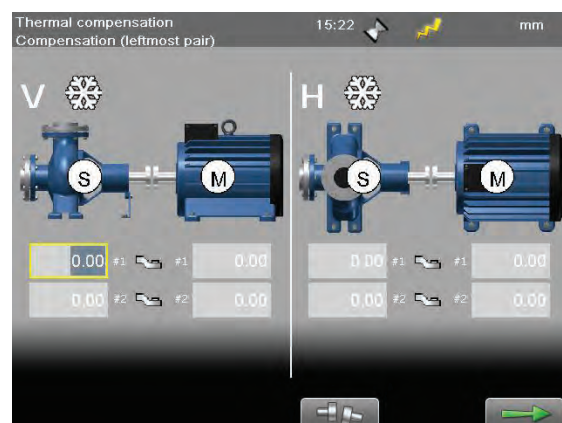 Thermal compensation 15:22 mm
Compensation (leftmost pair)
V H
S M S M
0.00 #1 #1 0.00 0.00 #1 #1 0.00
0.00 #2 #2 0.00 0.00 #2 #2 0.00